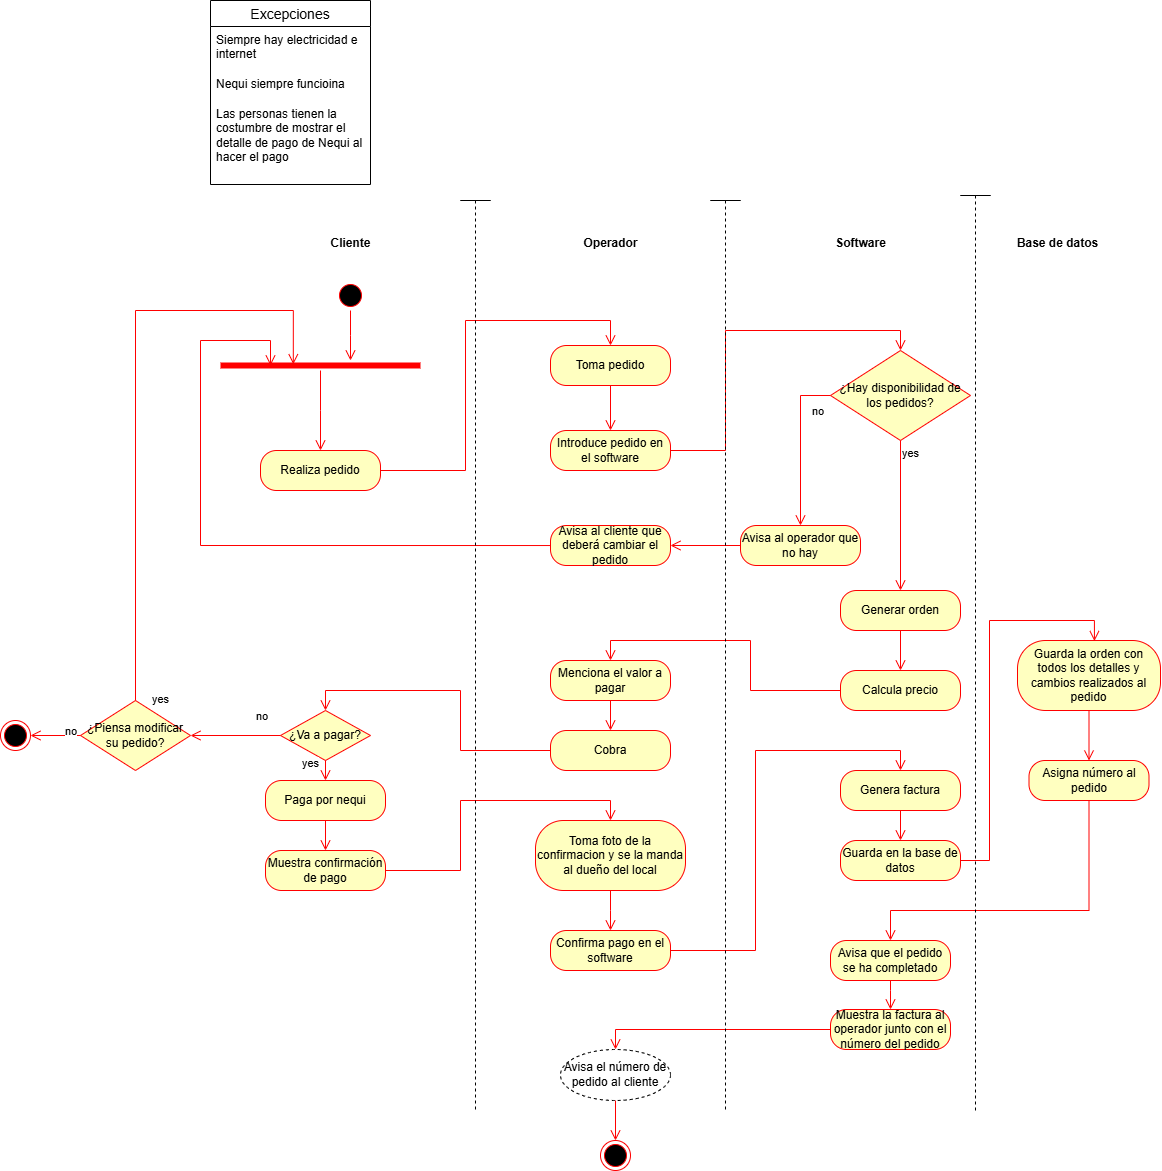 Excepciones
Siempre hay electricidad e
internet
Nequi siempre funcioina
Las personas tienen la
costumbre de mostrar el
detalle de pago de Nequi al
hacer el pago
Cliente
Operador
Software
Base de datos
Toma pedido
¿Hay disponibilidad de
los pedidos?
no
yes
Introduce pedido en
el software
Realiza pedido
Avisa al cliente que
deberá cambiar el
pedido
Avisa al operador que
no hay
Generar orden
Guarda la orden con
todos los detalles y
cambios realizados al
pedido
Menciona el valor a
pagar
Calcula precio
yes
no
¿Piensa modificar
su pedido?
no
¿Va a pagar?
yes
Cobra
Asigna número al
pedido
Paga por nequi
Genera factura
Toma foto de la
confirmacion y se la manda
al dueño del local
Muestra confirmación
de pago
Guarda en la base de
datos
Confirma pago en el
software
Avisa que el pedido
se ha completado
Muestra la factura al
operador junto con el
número del pedido
Avisa el número de
pedido al cliente